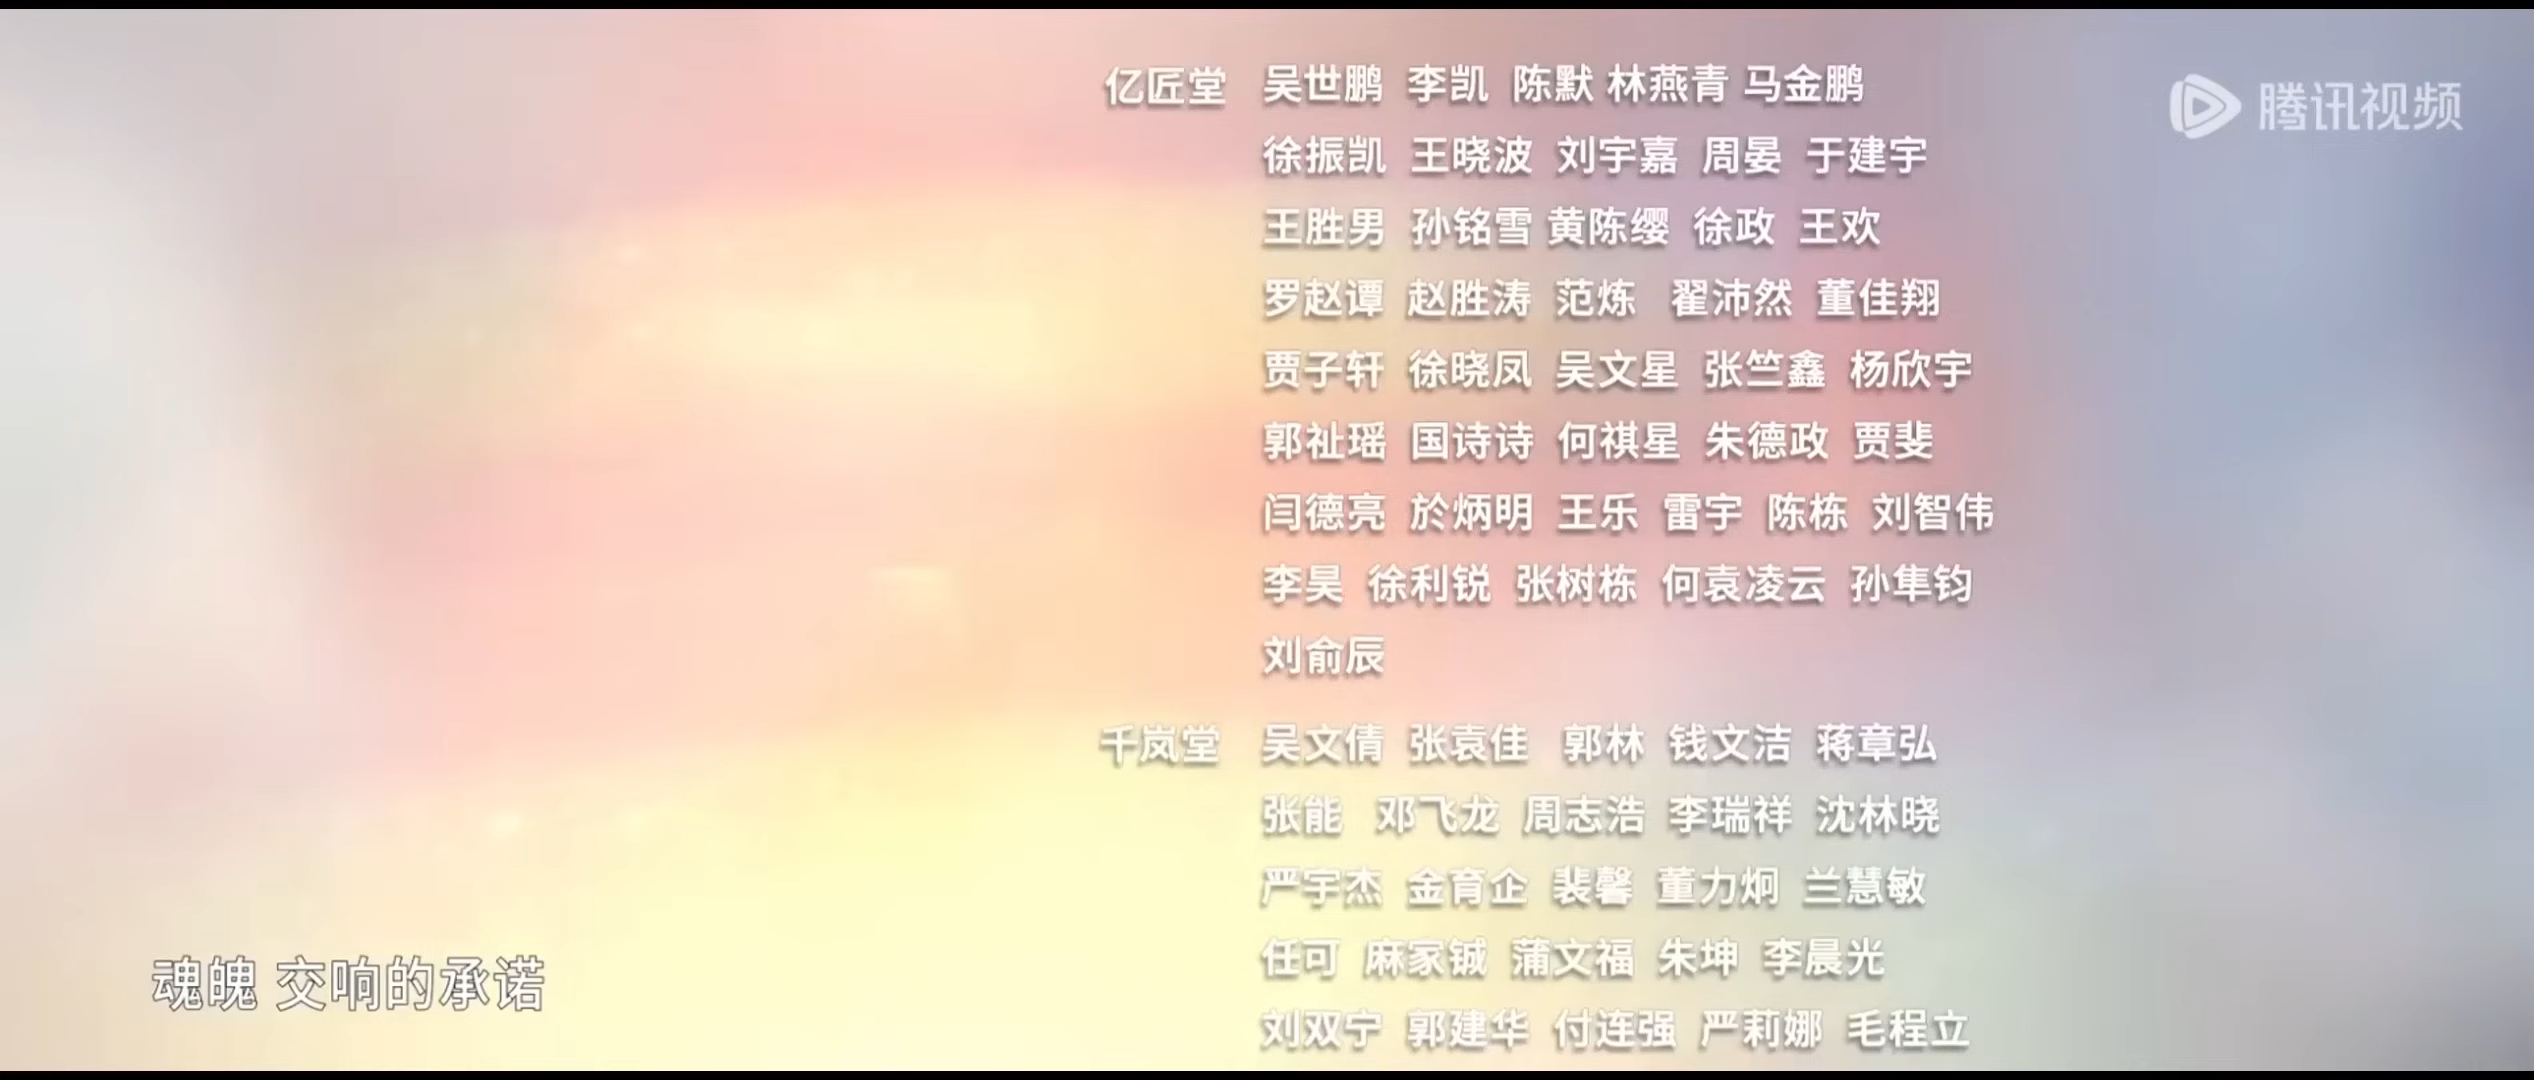 亿匠堂 吴世鹏 李凯 陈默 林燕青 马金鹏
腾讯视频
徐振凯 王晓波 刘宇嘉 周晏 于建宇
王胜男 孙铭雪 黄陈缨 徐政 王欢
罗赵谭 赵胜涛 范炼 翟沛然 董佳翔
贾子轩 徐晓凤 吴文星 张竺鑫 杨欣宇
郭祉瑶 国诗诗 何祺星 朱德政 贾斐
闫德亮 於炳明 王乐 雷宇 陈栋 刘智伟
李昊 徐利锐 张树栋 何袁凌云 孙隼钧
刘俞辰
千岚堂 吴文倩 张袁佳 郭林 钱文洁 蒋章弘
张能 邓飞龙 周志浩 李瑞祥 沈林晓
严宇杰 金育企 裴馨 董力炯 兰慧敏
任可 麻家铖 蒲文福 朱坤 李晨光
魂魄 交响的承诺
刘双宁 郭建华 付连强 严莉娜 毛程立